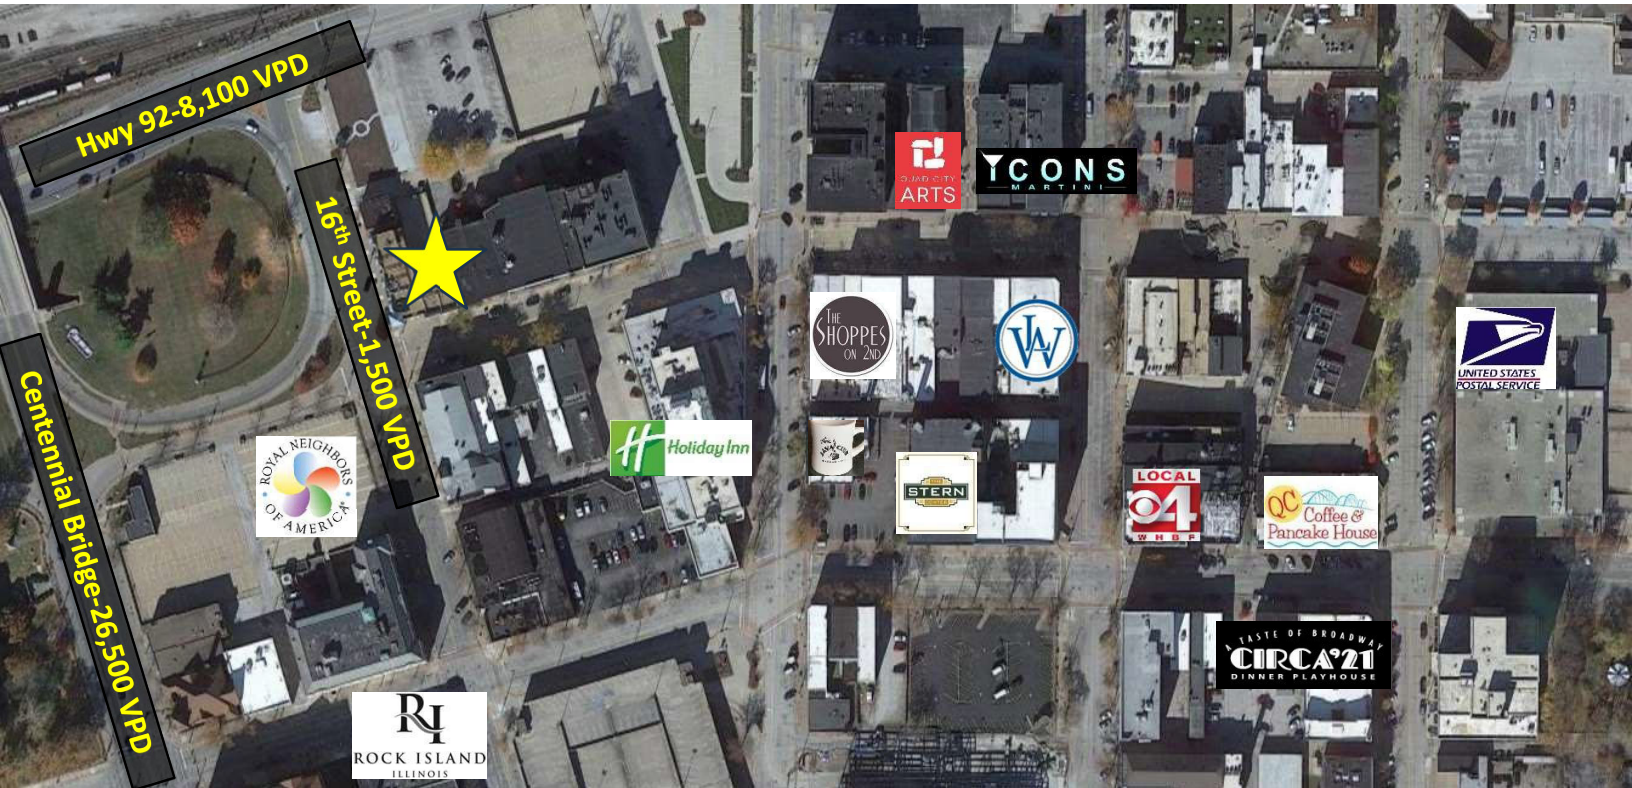 Hwy 92-8,100 VPD
16th Street-1,500 VPD
Centennial Bridge-26,500 VPD
QUAD CITY
ARTS
YCONS
MARTINI
THE
SHOPPES
ON 2ND
UNITED STATES
POSTAL SERVICE
ROYAL NEIGHBORS
OF AMERICA
H Holiday Inn
STERN
LOCAL
4
WHBF
QC
Coffee &
Pancake House
A TASTE OF BROADWAY
CIRCA'21
DINNER PLAYHOUSE
RI
ROCK ISLAND
ILLINOIS